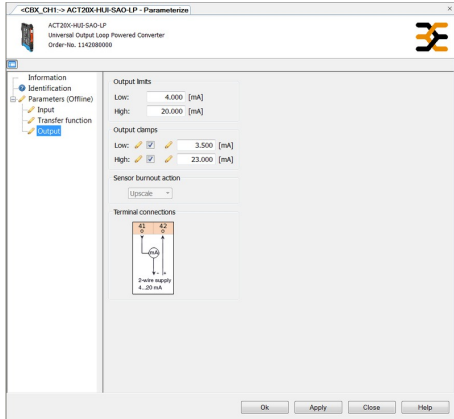 <CBX_CH1:-> ACT20X-HUI-SAO-LP - Parameterize
ACT20X-HUI-SAO-LP
Universal Output Loop Powered Converter
Order-No. 1142080000
Information
Identification
Parameters (Offline)
Input
Transfer function
Output
Output limits
Low: 4.000 [mA]
High: 20.000 [mA]
Output clamps
Low: 3.500 [mA]
High: 23.000 [mA]
Sensor burnout action
Upscale
Terminal connections
41 42
mA
- +
2-wire supply
4...20 mA
Ok Apply Close Help